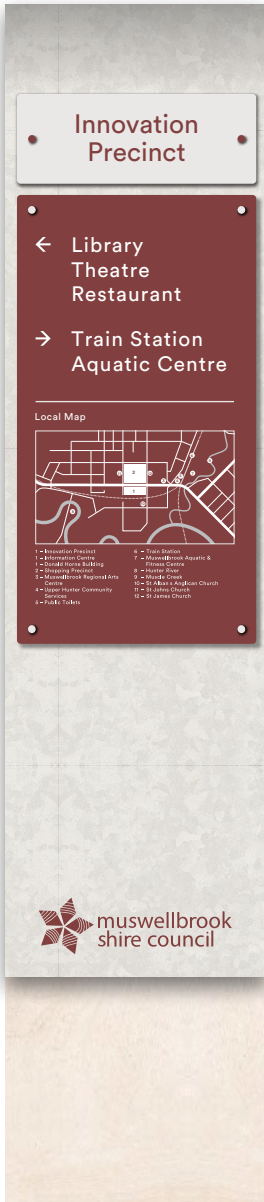 Innovation
Precinct
← Library
Theatre
Restaurant
→ Train Station
Aquatic Centre
Local Map
2
1
1 – Innovation Precinct
1 – Information Centre
1 – Donald Horne Building
2 – Shopping Precinct
3 – Muswellbrook Regional Arts
Centre
4 – Upper Hunter Community
Services
5 – Public Toilets
6 – Train Station
7 – Muswellbrook Aquatic &
Fitness Centre
8 – Hunter River
9 – Muscle Creek
10 – St Alban s Anglican Church
11 – St Johns Church
12 – St James Church
muswellbrook
shire council